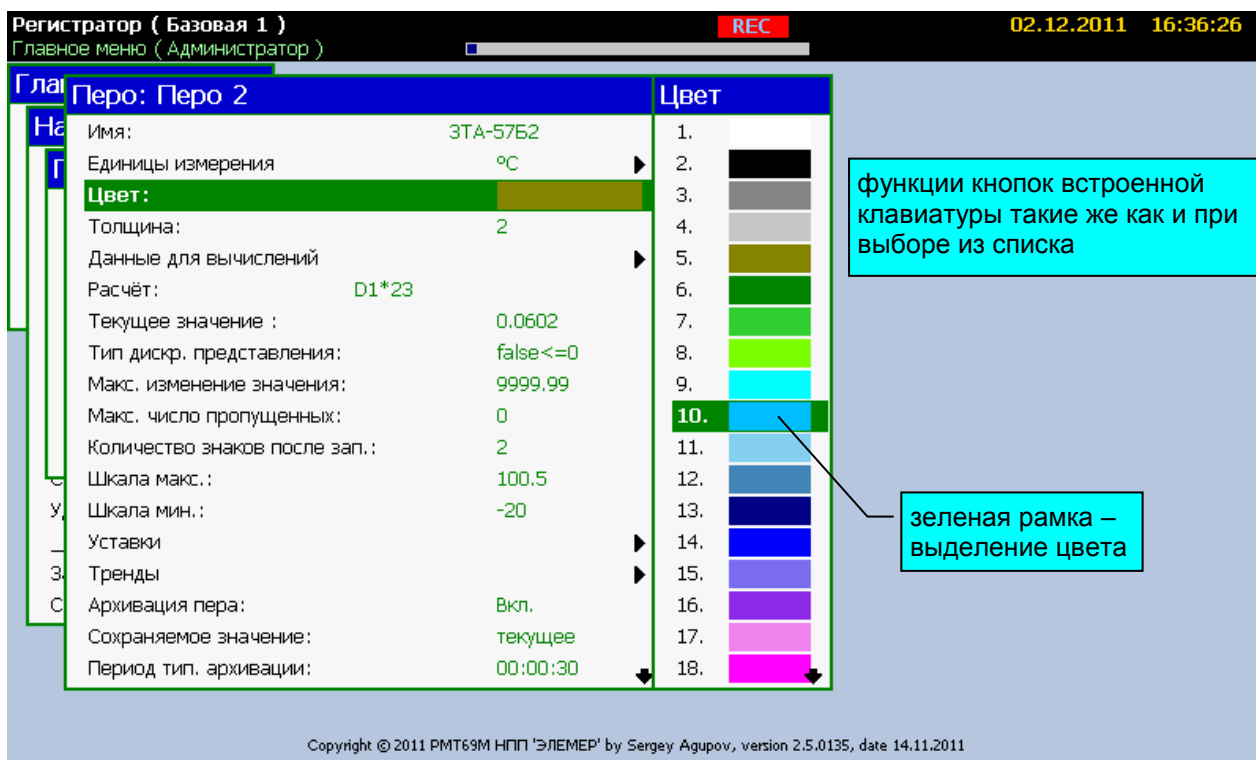 Регистратор ( Базовая 1 )
REC
02.12.2011 16:36:26
Главное меню ( Администратор )
Перо: Перо 2
Имя: ЗТА-57Б2
Единицы измерения °C
Цвет:
Толщина: 2
Данные для вычислений
Расчёт: D1*23
Текущее значение : 0.0602
Тип дискр. представления: false<=0
Макс. изменение значения: 9999.99
Макс. число пропущенных: 0
Количество знаков после зап.: 2
Шкала макс.: 100.5
Шкала мин.: -20
Уставки
Тренды
Архивация пера: Вкл.
Сохраняемое значение: текущее
Период тип. архивации: 00:00:30
Цвет
1.
2.
3.
4.
5.
6.
7.
8.
9.
10.
11.
12.
13.
14.
15.
16.
17.
18.
функции кнопок встроенной
клавиатуры такие же как и при
выборе из списка
зеленая рамка –
выделение цвета
Copyright © 2011 РМТ69М НПП 'ЭЛЕМЕР' by Sergey Agupov, version 2.5.0135, date 14.11.2011